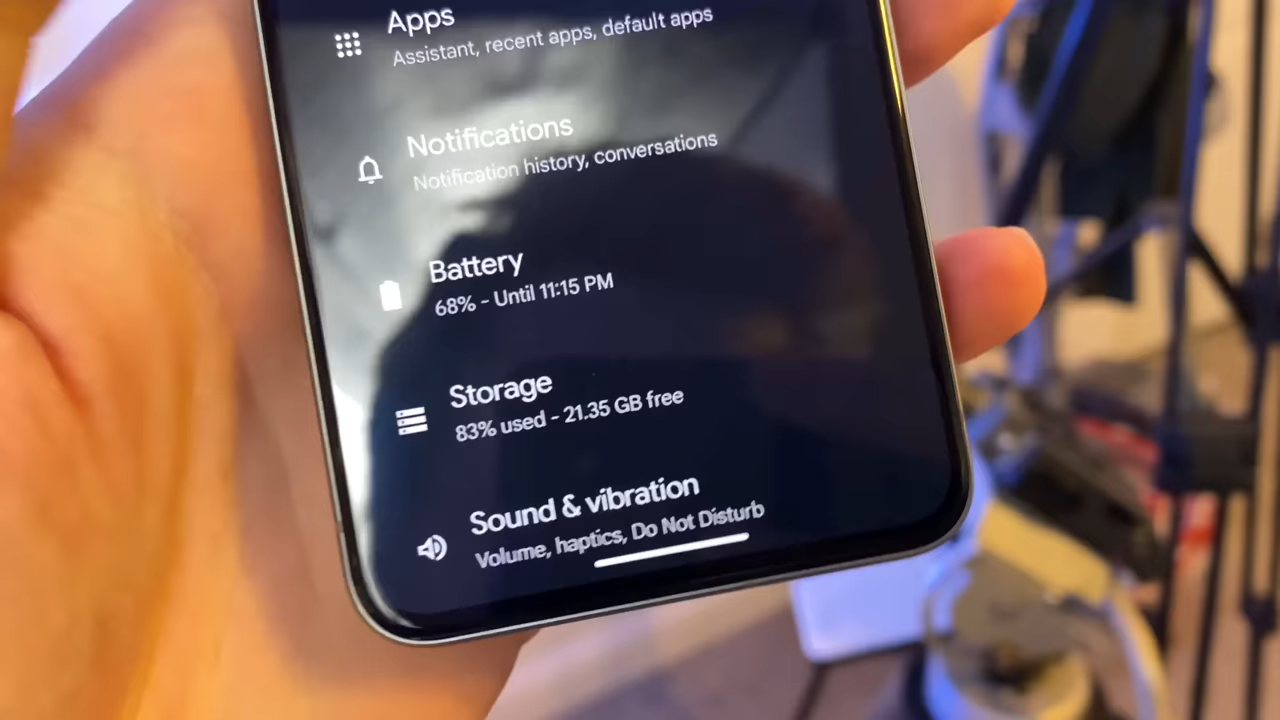 Apps
Assistant, recent apps, default apps
Notifications
Notification history, conversations
Battery
68% - Until 11:15 PM
Storage
83% used - 21.35 GB free
Sound & vibration
Volume, haptics, Do Not Disturb